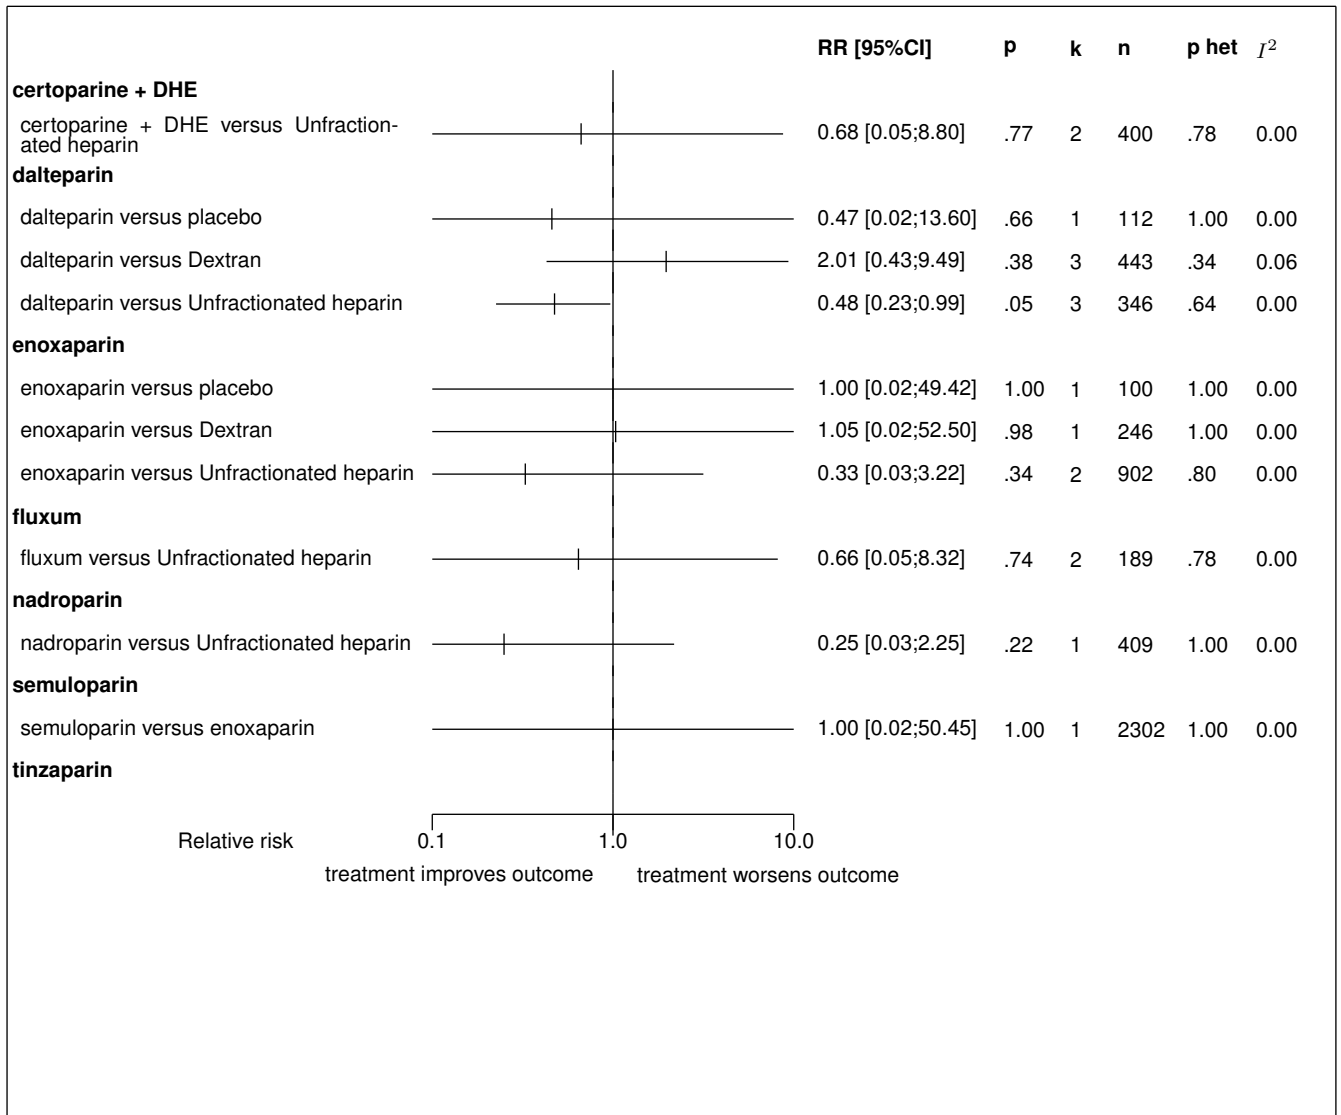 RR [95%CI] p k n p het I²
certoparine + DHE
certoparine + DHE versus Unfraction-
ated heparin 0.68 [0.05;8.80] .77 2 400 .78 0.00
dalteparin
dalteparin versus placebo 0.47 [0.02;13.60] .66 1 112 1.00 0.00
dalteparin versus Dextran 2.01 [0.43;9.49] .38 3 443 .34 0.06
dalteparin versus Unfractionated heparin 0.48 [0.23;0.99] .05 3 346 .64 0.00
enoxaparin
enoxaparin versus placebo 1.00 [0.02;49.42] 1.00 1 100 1.00 0.00
enoxaparin versus Dextran 1.05 [0.02;52.50] .98 1 246 1.00 0.00
enoxaparin versus Unfractionated heparin 0.33 [0.03;3.22] .34 2 902 .80 0.00
fluxum
fluxum versus Unfractionated heparin 0.66 [0.05;8.32] .74 2 189 .78 0.00
nadroparin
nadroparin versus Unfractionated heparin 0.25 [0.03;2.25] .22 1 409 1.00 0.00
semuloparin
semuloparin versus enoxaparin 1.00 [0.02;50.45] 1.00 1 2302 1.00 0.00
tinzaparin
Relative risk 0.1 1.0 10.0
treatment improves outcome treatment worsens outcome